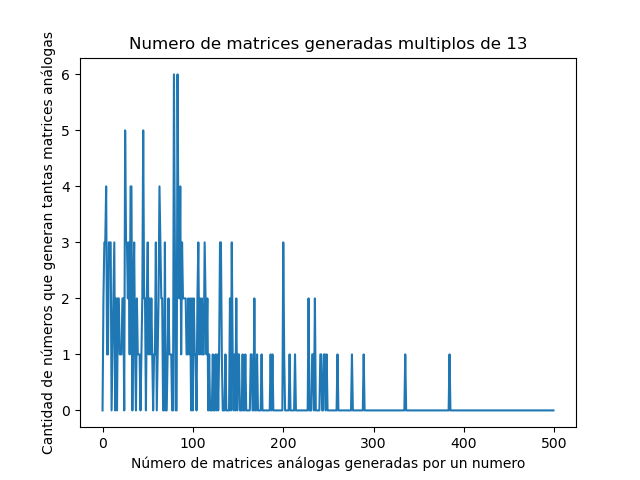 Numero de matrices generadas multiplos de 13
Cantidad de números que generan tantas matrices análogas
6
5
4
3
2
1
0
0 100 200 300 400 500
Número de matrices análogas generadas por un numero